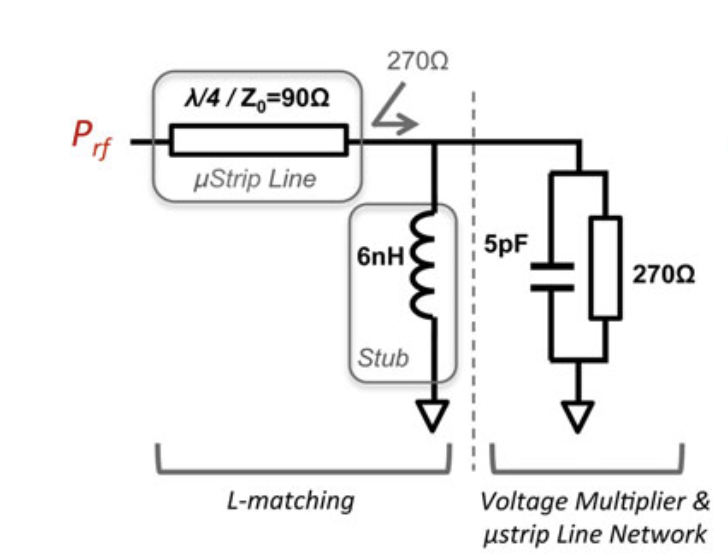 270Ω
λ/4 / Z₀=90Ω
Prf
μStrip Line
6nH
5pF
270Ω
Stub
L-matching
Voltage Multiplier &
μstrip Line Network